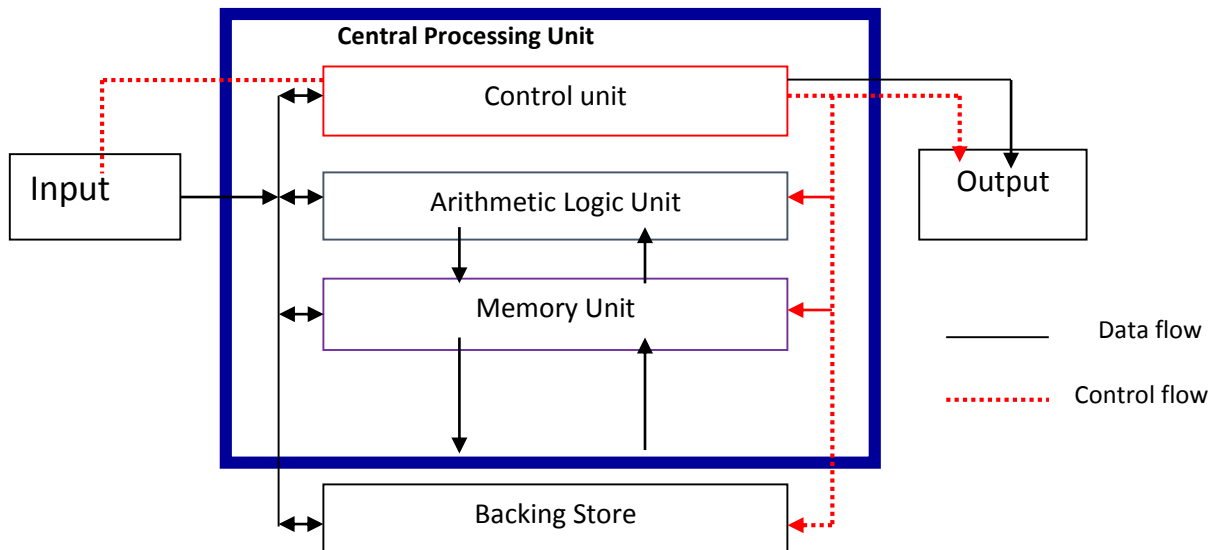 Central Processing Unit
Control unit
Input
Output
Arithmetic Logic Unit
Memory Unit
Data flow
Control flow
Backing Store